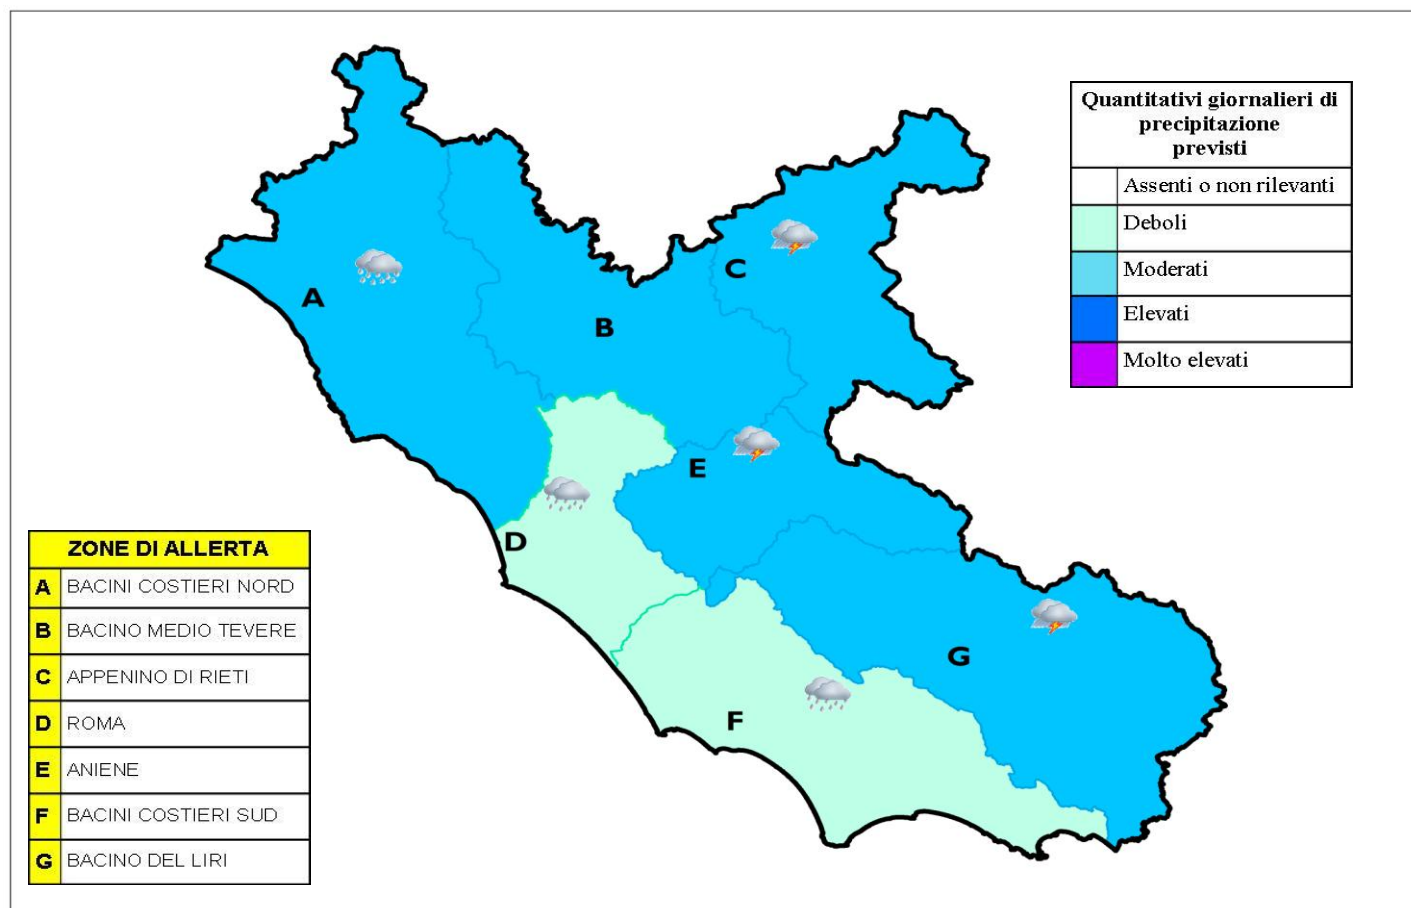 Quantitativi giornalieri di
precipitazione
previsti
Assenti o non rilevanti
Deboli
Moderati
Elevati
Molto elevati
A
B
C
D
E
F
G
ZONE DI ALLERTA
A BACINI COSTIERI NORD
B BACINO MEDIO TEVERE
C APPENINO DI RIETI
D ROMA
E ANIENE
F BACINI COSTIERI SUD
G BACINO DEL LIRI